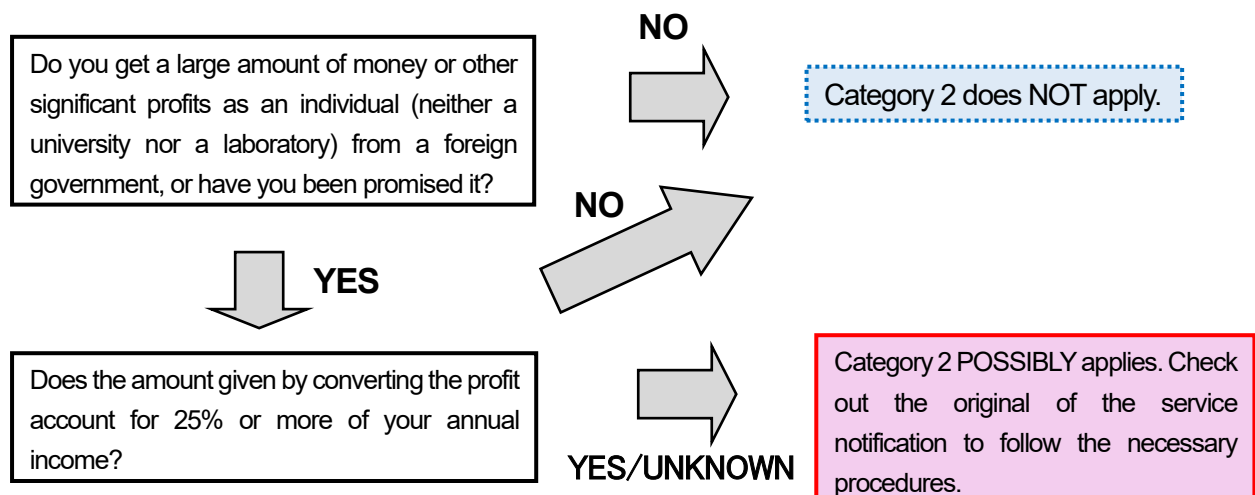 NO
Do you get a large amount of money or other
significant profits as an individual (neither a
university nor a laboratory) from a foreign
government, or have you been promised it?
Category 2 does NOT apply.
NO
YES
Does the amount given by converting the profit
account for 25% or more of your annual
income?
YES/UNKNOWN
Category 2 POSSIBLY applies. Check
out the original of the service
notification to follow the necessary
procedures.